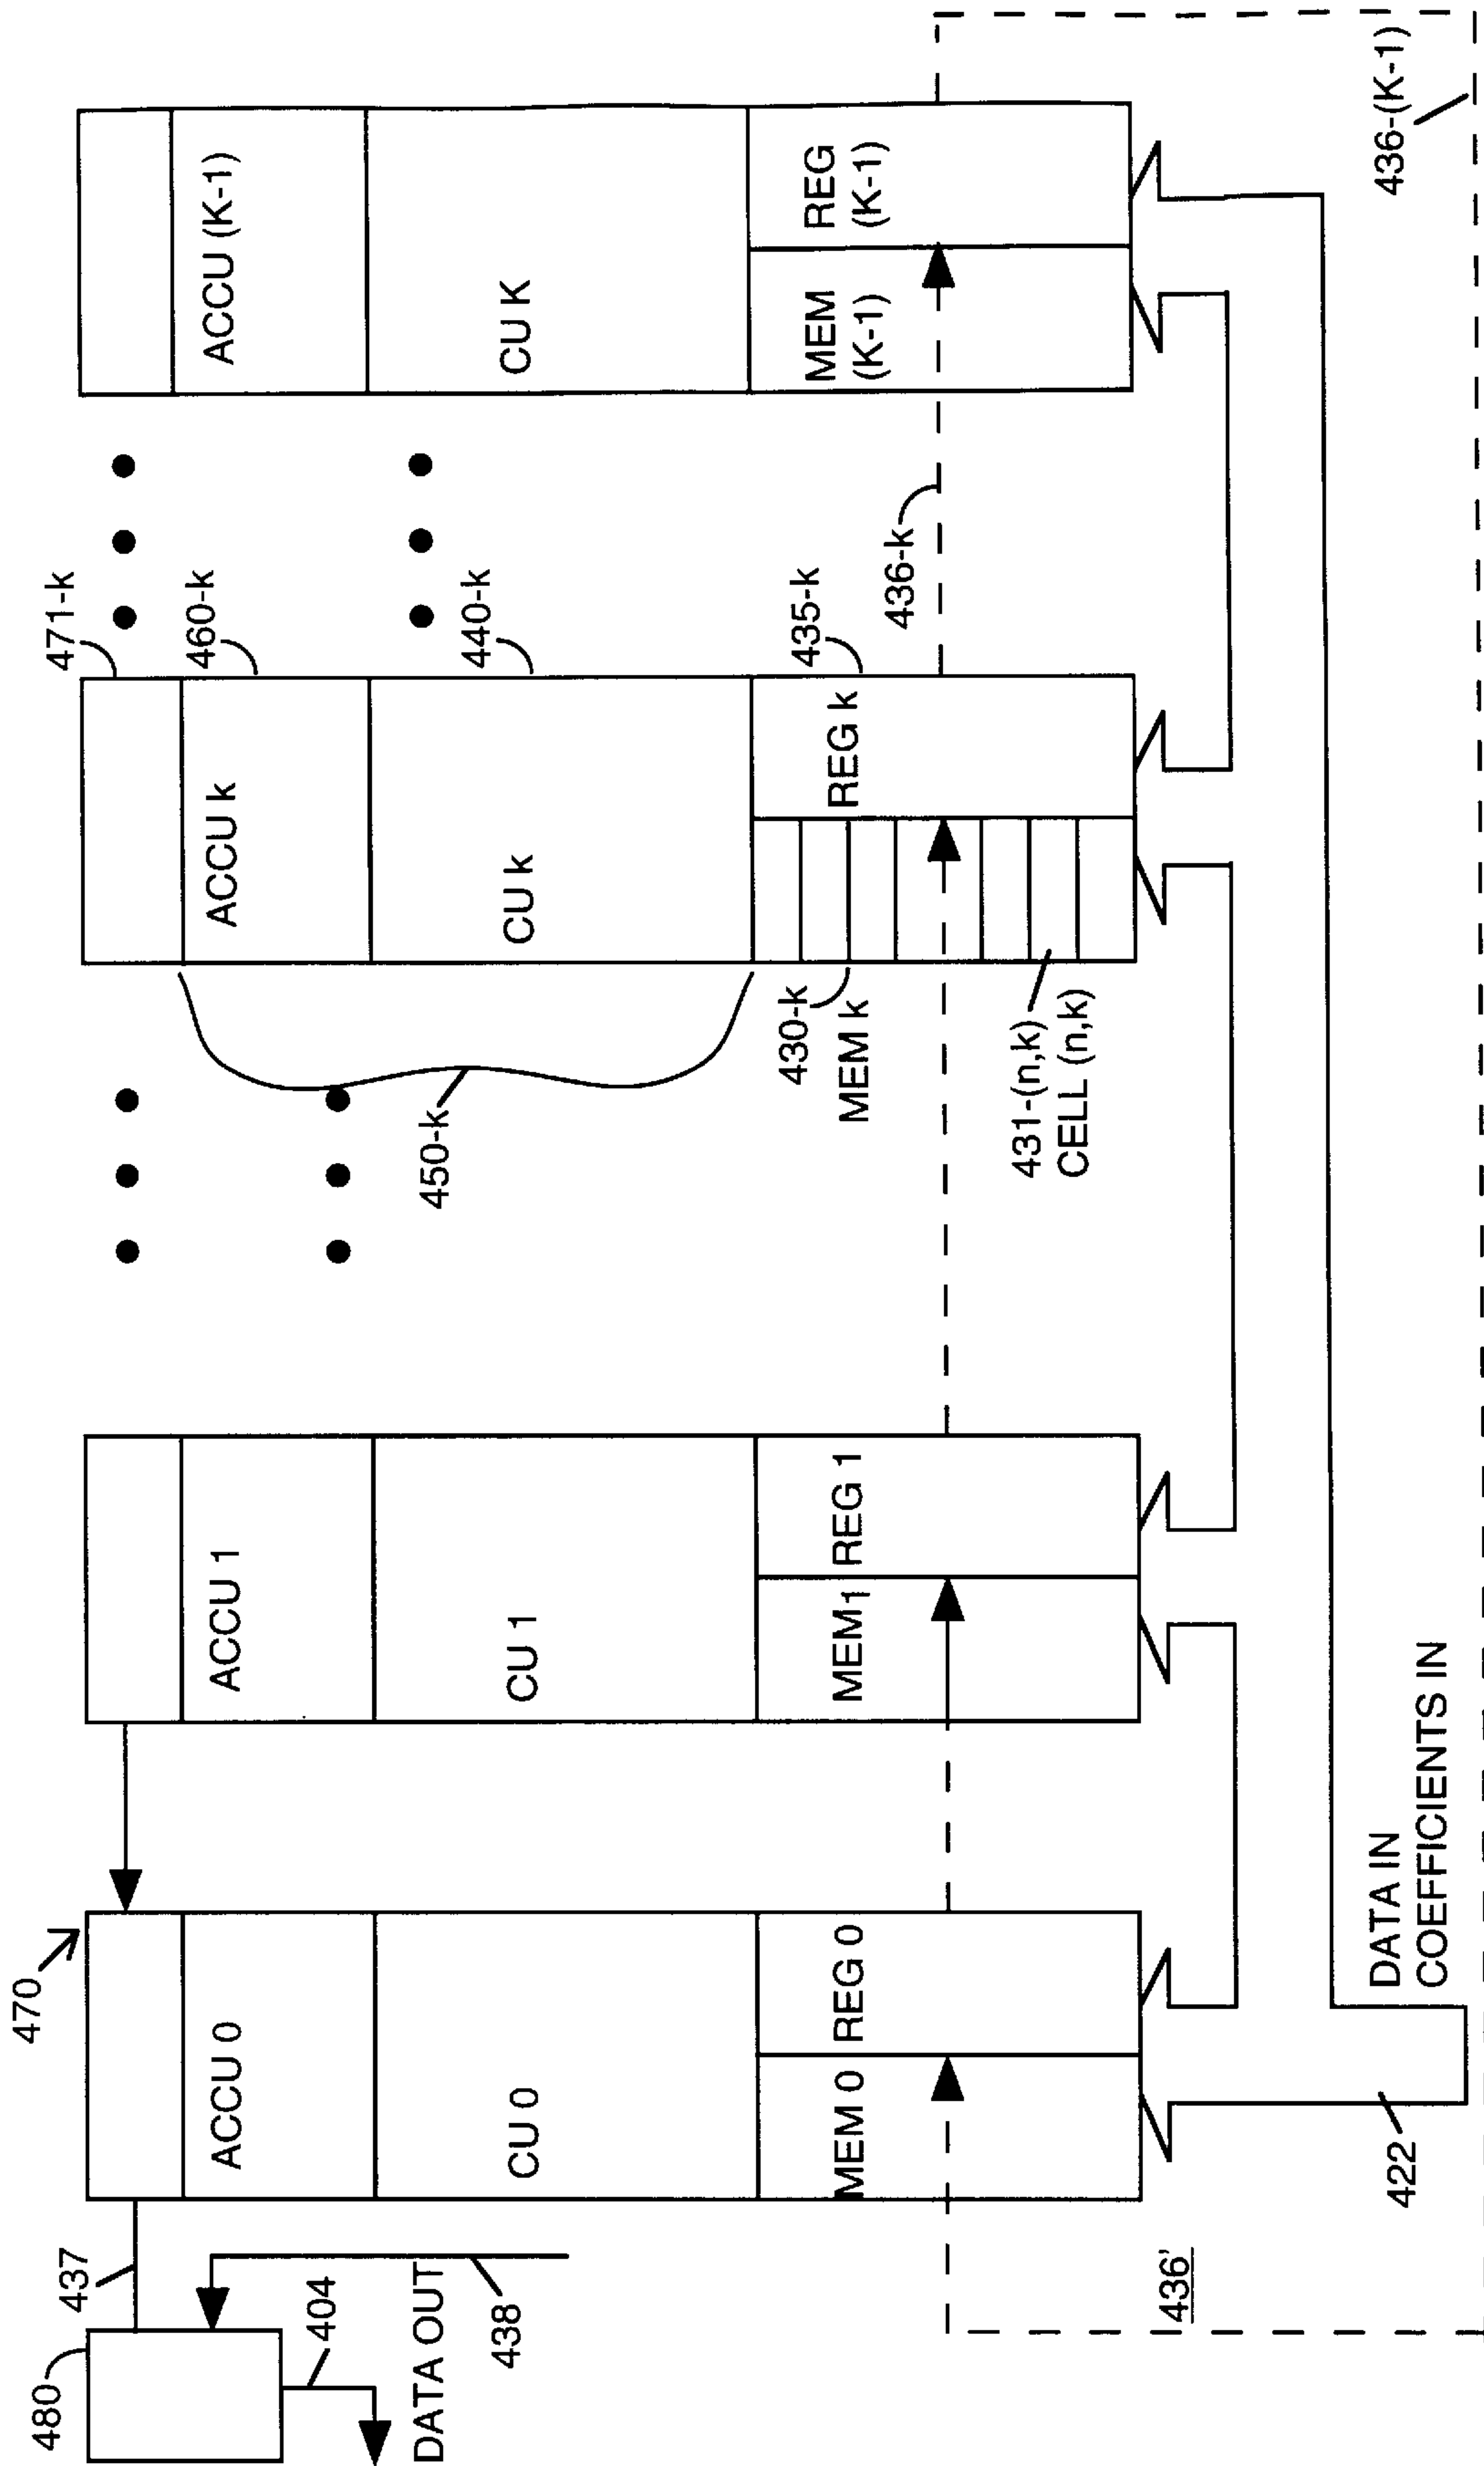 480
437
470
471-k
460-k
ACCU 0
ACCU 1
ACCU k
ACCU (K-1)
404
DATA OUT
438
450-k
440-k
CU 0
CU 1
CU k
CU K
430-k
MEM k
435-k
MEM 0
REG 0
MEM1
REG 1
REG k
MEM
(K-1)
REG
(K-1)
436-k
431-(n,k)
CELL (n,k)
436'
422
DATA IN
COEFFICIENTS IN
436-(K-1)